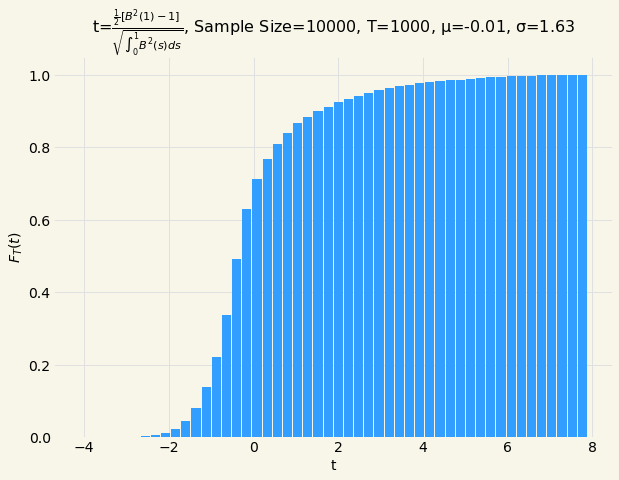 t=\frac{\frac{1}{2}[B^2(1)-1]}{\sqrt{\int_0^1 B^2(s)ds}}, Sample Size=10000, T=1000, μ=-0.01, σ=1.63
1.0
0.8
0.6
F_T(t)
0.4
0.2
0.0
−4 −2 0 2 4 6 8
t